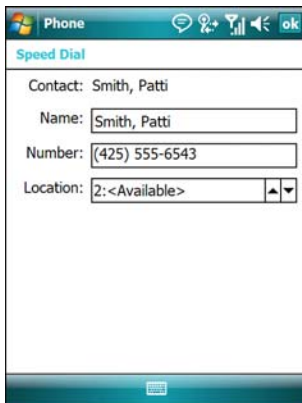 Phone ok
Speed Dial
Contact: Smith, Patti
Name: Smith, Patti
Number: (425) 555-6543
Location: 2:<Available>